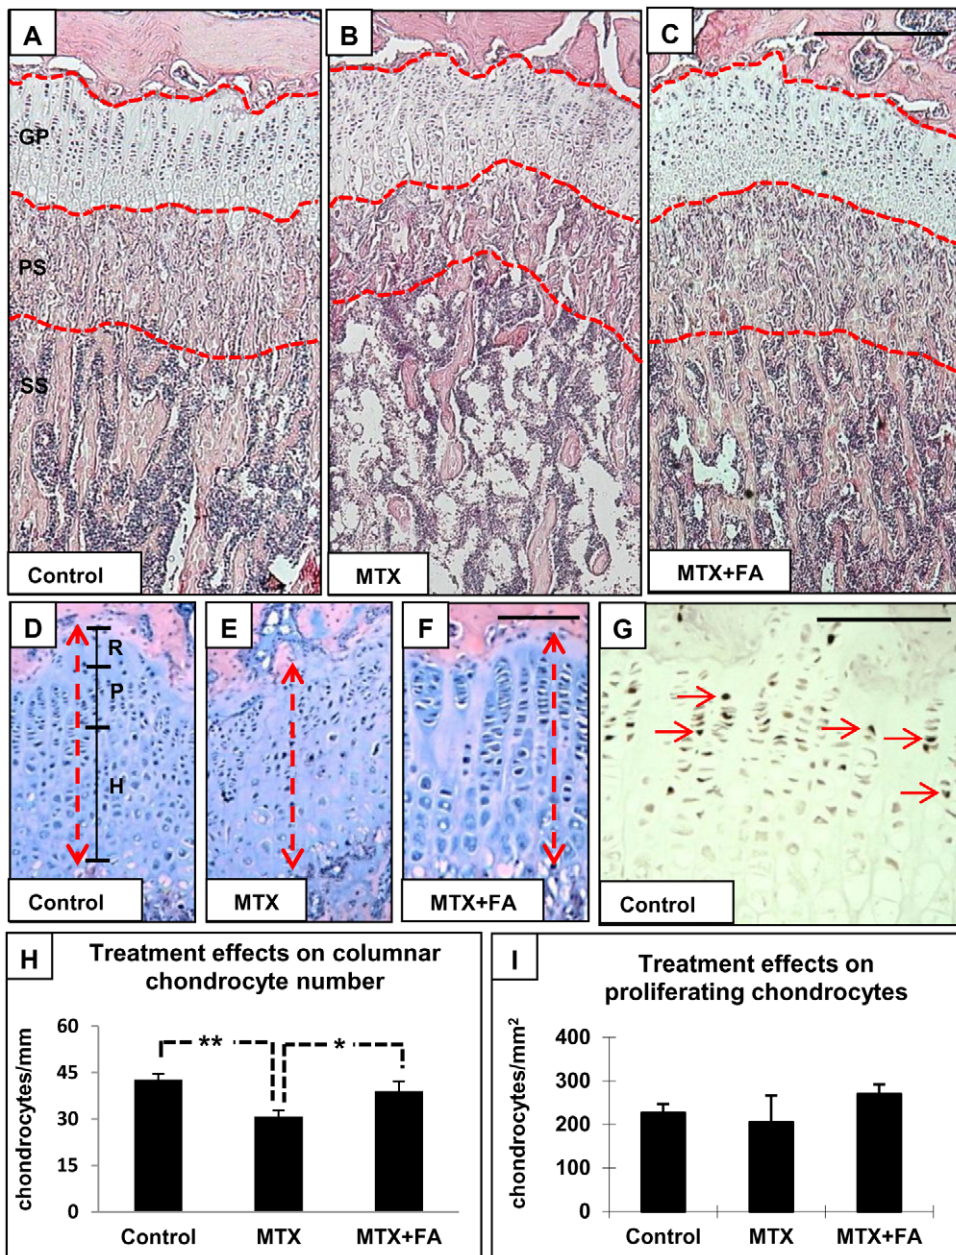 A
B
C
GP
PS
SS
Control
MTX
MTX+FA
D
E
F
G
R
P
H
Control
MTX
MTX+FA
Control
H
Treatment effects on columnar
chondrocyte number
chondrocytes/mm
60
45
30
15
0
**
*
Control
MTX
MTX+FA
I
Treatment effects on
proliferating chondrocytes
chondrocytes/mm²
400
300
200
100
0
Control
MTX
MTX+FA